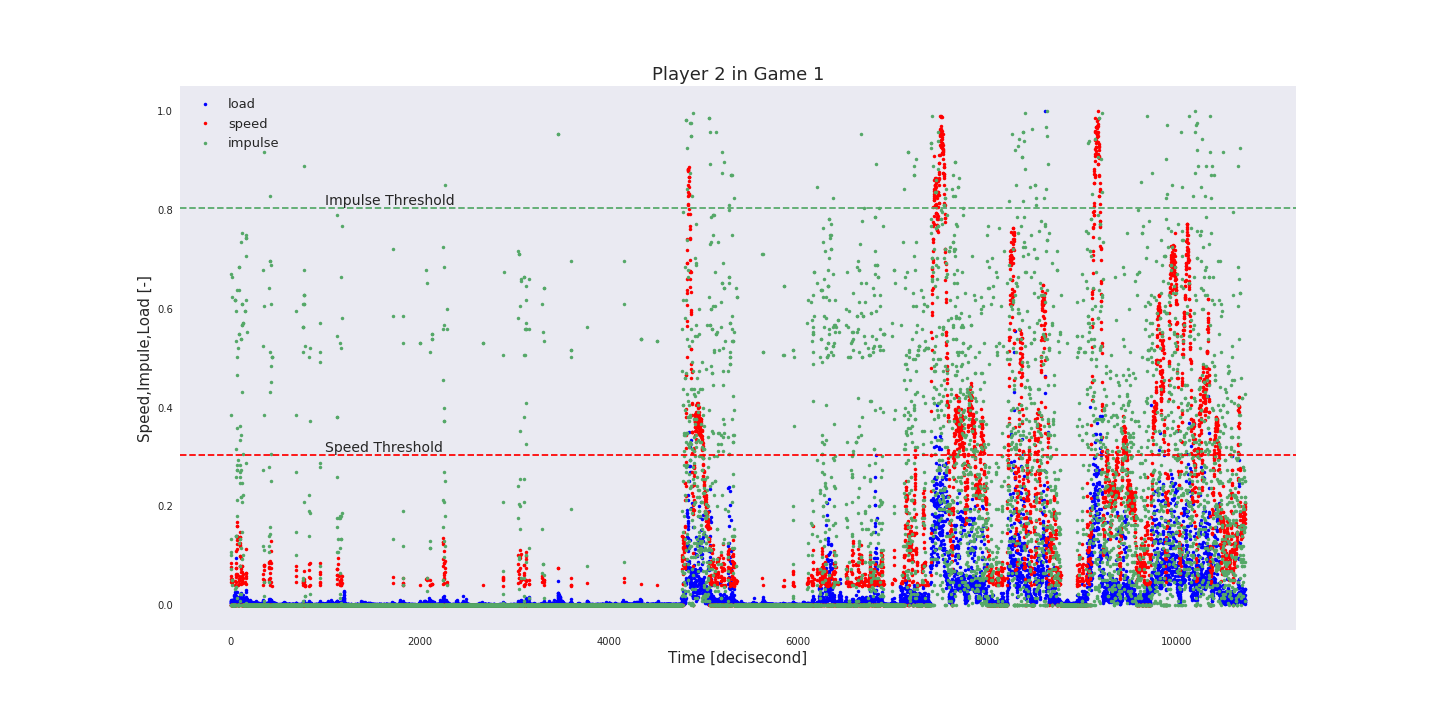 Player 2 in Game 1
load
speed
impulse
Impulse Threshold
Speed Threshold
1.0
0.8
0.6
0.4
0.2
0.0
Speed,Impule,Load [-]
0
2000
4000
6000
8000
10000
Time [decisecond]